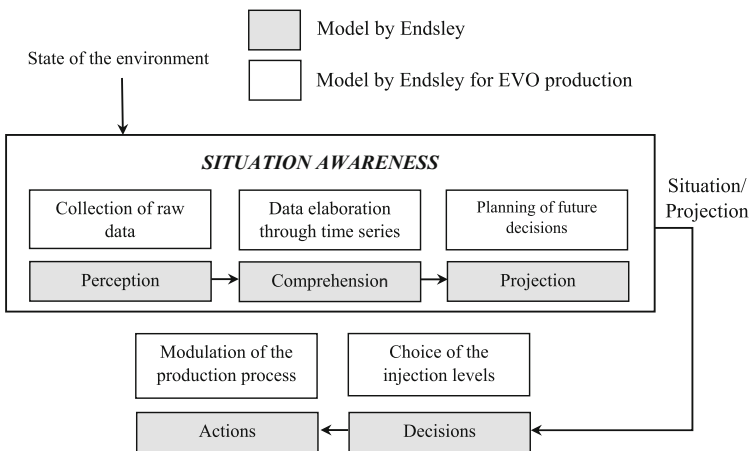 Model by Endsley
State of the environment
Model by Endsley for EVO production
SITUATION AWARENESS
Collection of raw
data
Data elaboration
through time series
Planning of future
decisions
Situation/
Projection
Perception
Comprehension
Projection
Modulation of the
production process
Choice of the
injection levels
Actions
Decisions